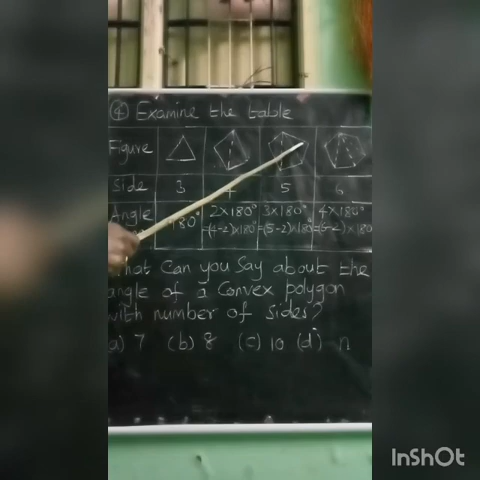 ④ Examine the table
Figure
Side 3 4 5 6
Angle 180° 2×180° 3×180° 4×180°
=(4-2)×180° =(5-2)×180° =(6-2)×180
What can you say about the
angle of a convex polygon
with number of sides?
a) 7 (b) 8 (c) 10 (d) n
InShOt